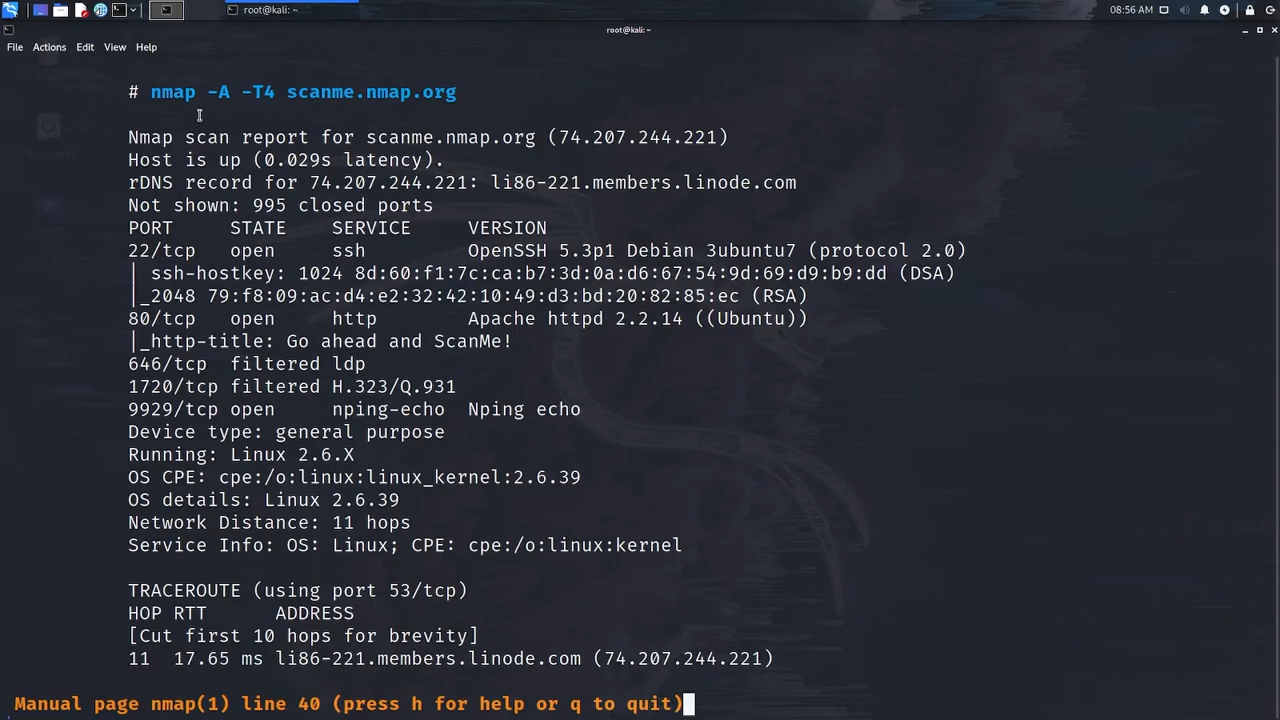 root@kali: ~
08:56 AM
root@kali: ~
File Actions Edit View Help
# nmap -A -T4 scanme.nmap.org
Nmap scan report for scanme.nmap.org (74.207.244.221)
Host is up (0.029s latency).
rDNS record for 74.207.244.221: li86-221.members.linode.com
Not shown: 995 closed ports
PORT STATE SERVICE VERSION
22/tcp open ssh OpenSSH 5.3p1 Debian 3ubuntu7 (protocol 2.0)
| ssh-hostkey: 1024 8d:60:f1:7c:ca:b7:3d:0a:d6:67:54:9d:69:d9:b9:dd (DSA)
|_2048 79:f8:09:ac:d4:e2:32:42:10:49:d3:bd:20:82:85:ec (RSA)
80/tcp open http Apache httpd 2.2.14 ((Ubuntu))
|_http-title: Go ahead and ScanMe!
646/tcp filtered ldp
1720/tcp filtered H.323/Q.931
9929/tcp open nping-echo Nping echo
Device type: general purpose
Running: Linux 2.6.X
OS CPE: cpe:/o:linux:linux_kernel:2.6.39
OS details: Linux 2.6.39
Network Distance: 11 hops
Service Info: OS: Linux; CPE: cpe:/o:linux:kernel
TRACEROUTE (using port 53/tcp)
HOP RTT ADDRESS
[Cut first 10 hops for brevity]
11 17.65 ms li86-221.members.linode.com (74.207.244.221)
Manual page nmap(1) line 40 (press h for help or q to quit)